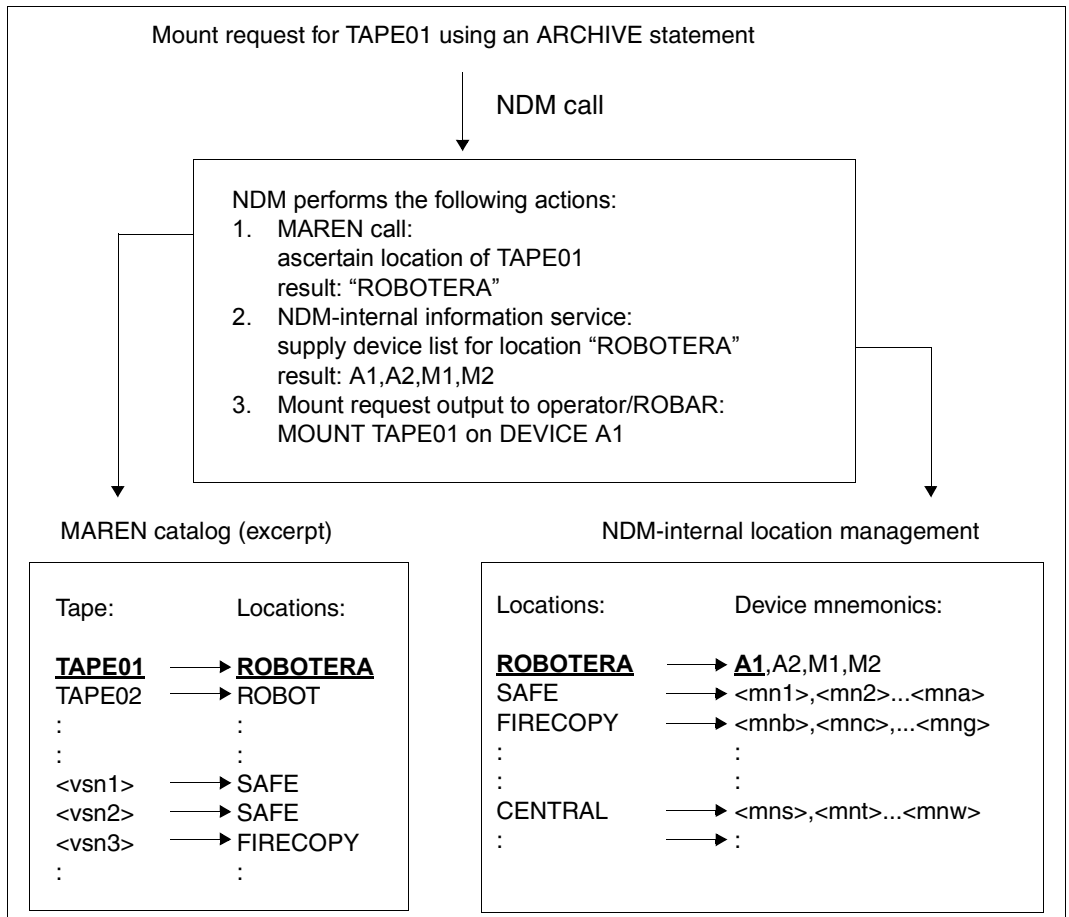 Mount request for TAPE01 using an ARCHIVE statement
NDM call
NDM performs the following actions:
1. MAREN call:
ascertain location of TAPE01
result: “ROBOTERA”
2. NDM-internal information service:
supply device list for location “ROBOTERA”
result: A1,A2,M1,M2
3. Mount request output to operator/ROBAR:
MOUNT TAPE01 on DEVICE A1
MAREN catalog (excerpt)
Tape: Locations:
TAPE01 ROBOTERA
TAPE02 ROBOT
: :
: :
<vsn1> SAFE
<vsn2> SAFE
<vsn3> FIRECOPY
: :
NDM-internal location management
Locations: Device mnemonics:
ROBOTERA A1,A2,M1,M2
SAFE <mn1>,<mn2>...<mna>
FIRECOPY <mnb>,<mnc>,...<mng>
: :
: :
CENTRAL <mns>,<mnt>...<mnw>
: :